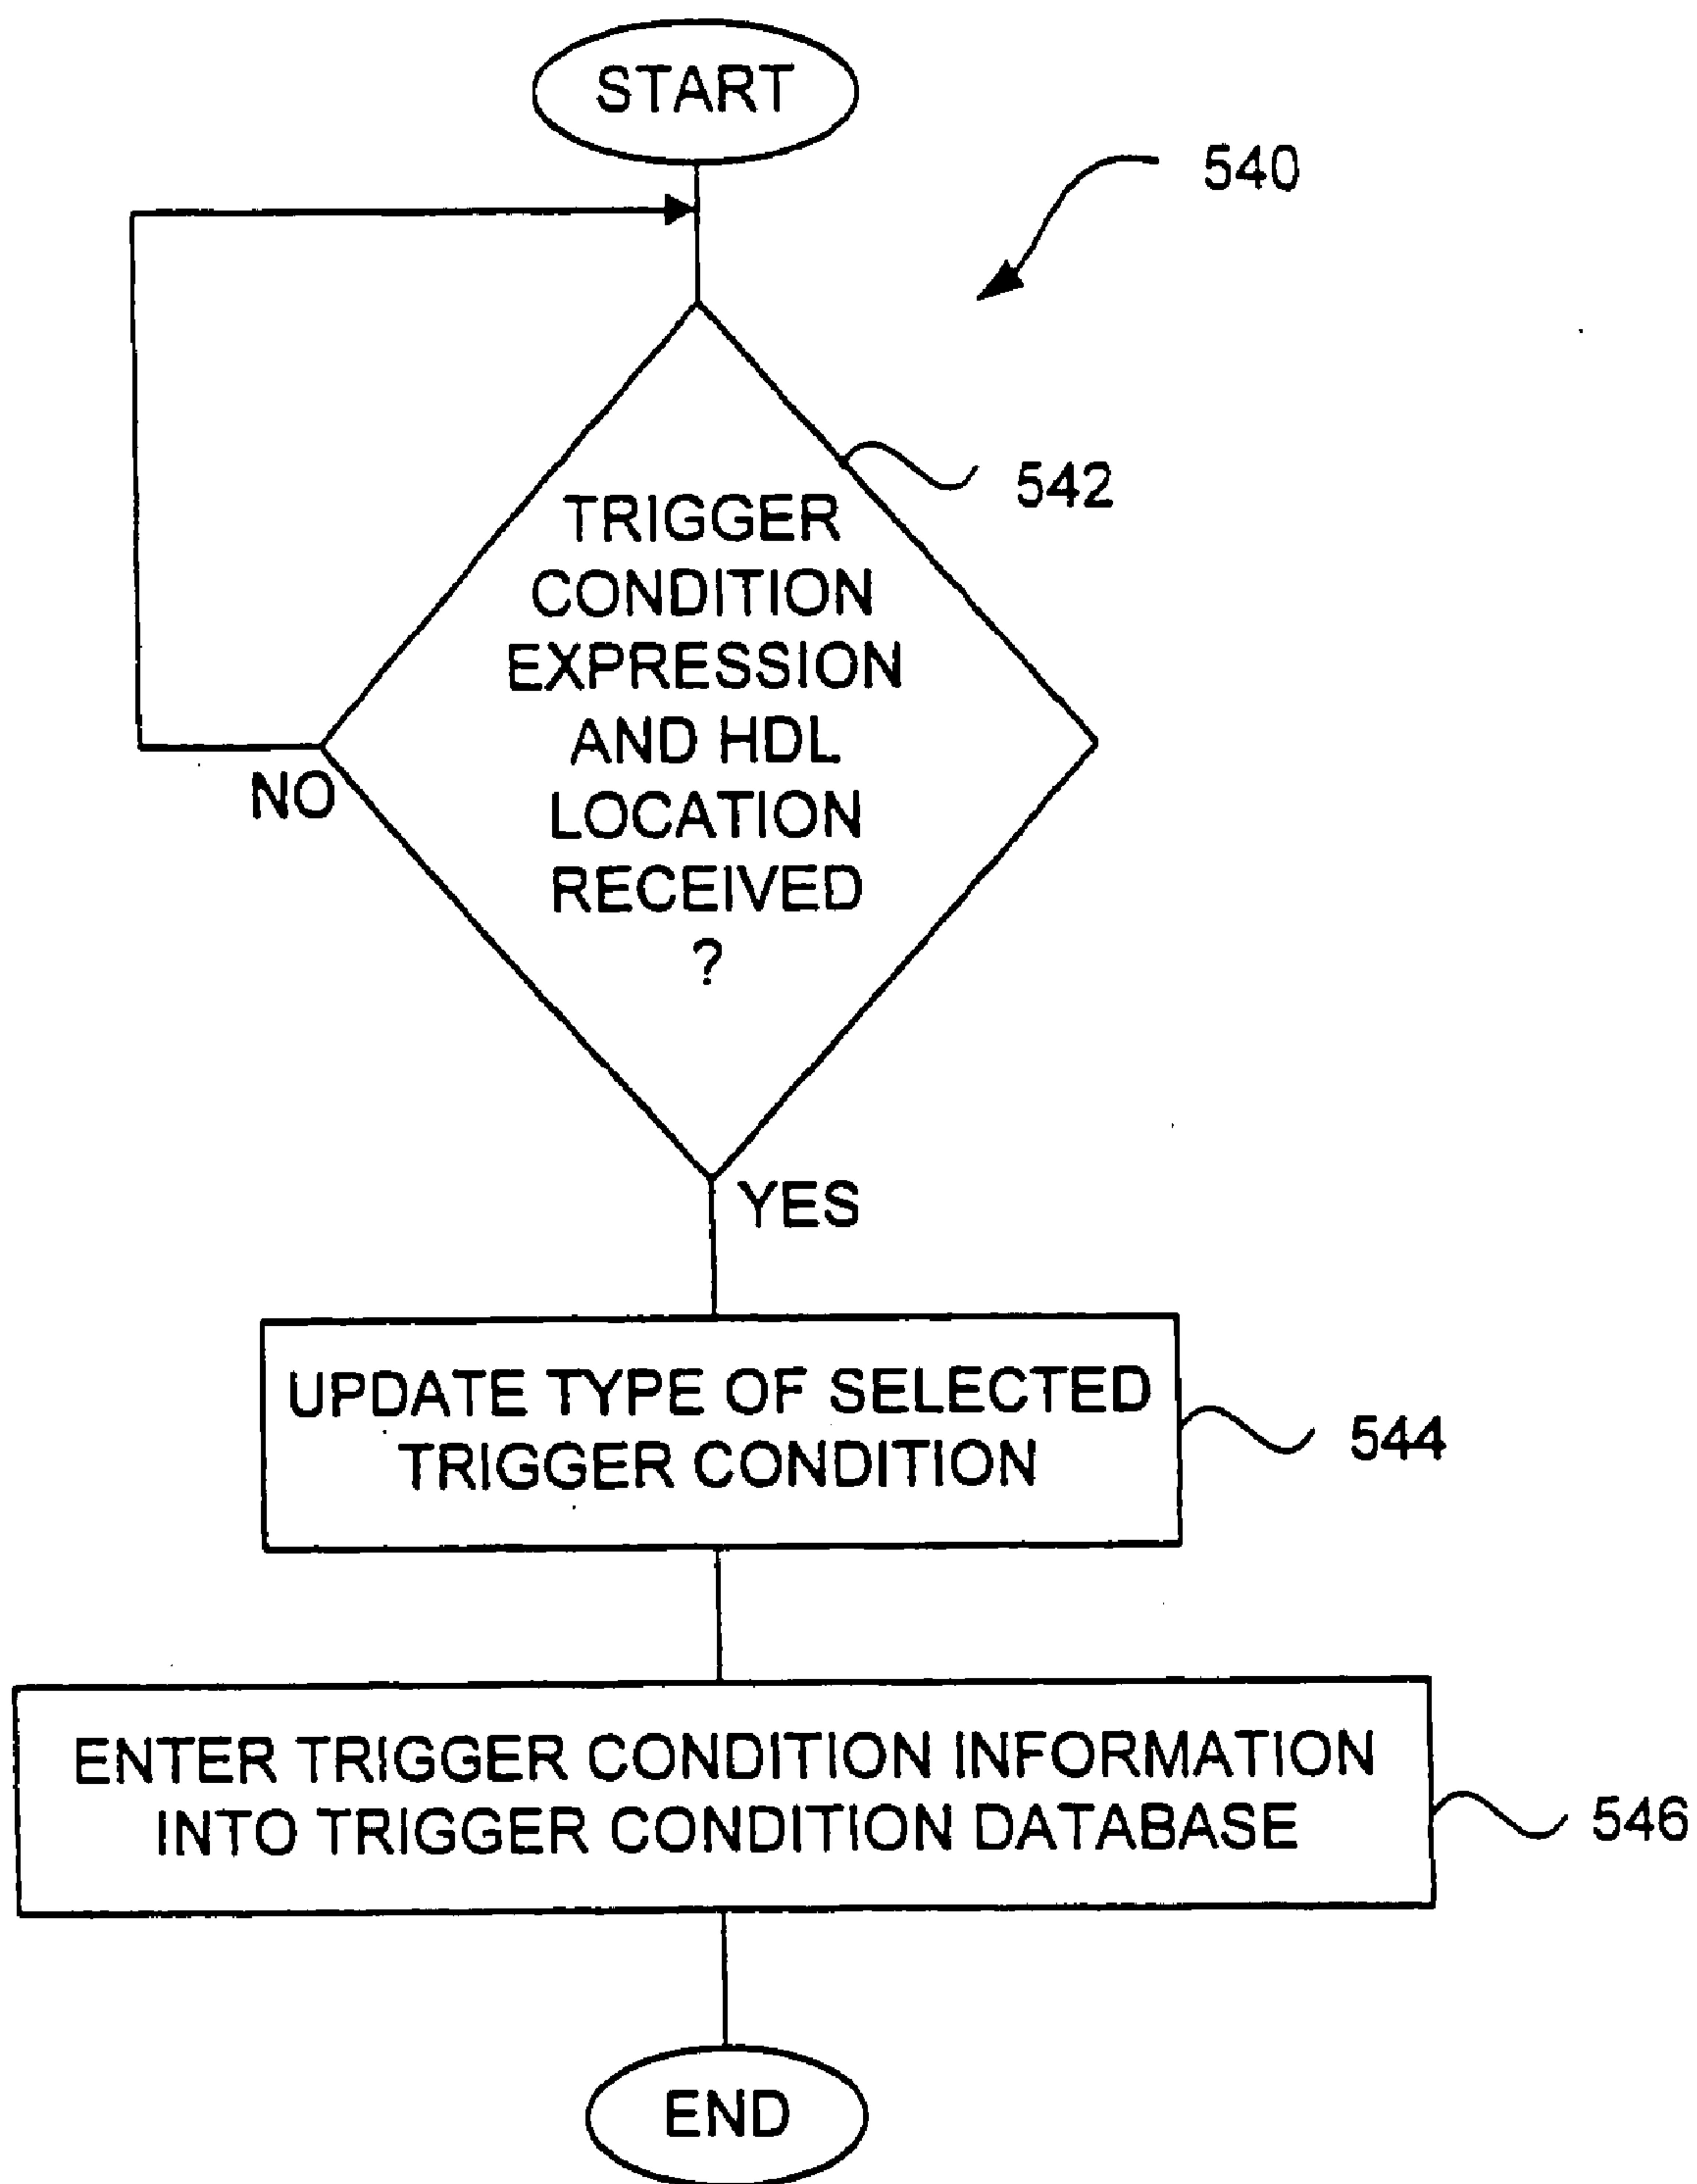 START
540
542
TRIGGER
CONDITION
EXPRESSION
AND HDL
LOCATION
RECEIVED
?
NO
YES
UPDATE TYPE OF SELECTED
TRIGGER CONDITION
544
ENTER TRIGGER CONDITION INFORMATION
INTO TRIGGER CONDITION DATABASE
546
END